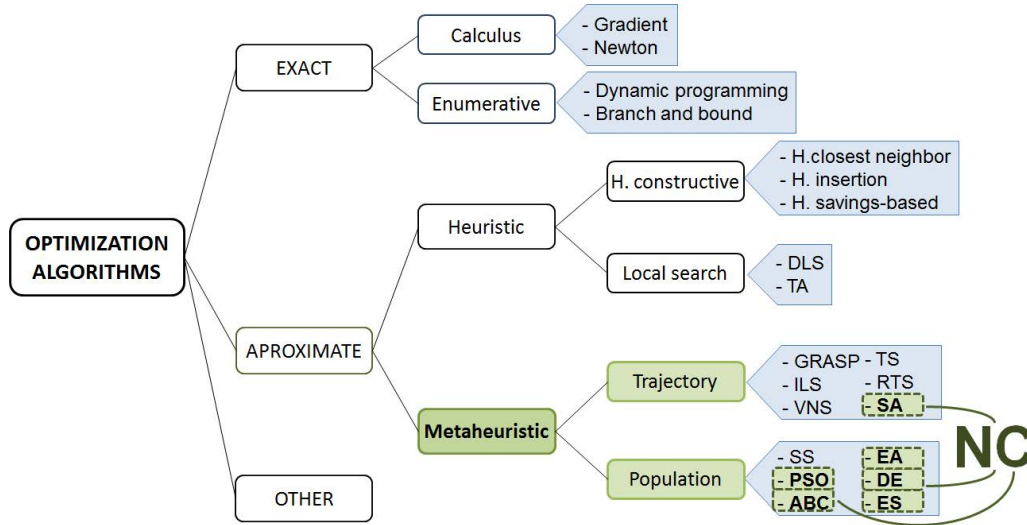 OPTIMIZATION
ALGORITHMS
EXACT
Calculus
- Gradient
- Newton
Enumerative
- Dynamic programming
- Branch and bound
APROXIMATE
Heuristic
H. constructive
- H.closest neighbor
- H. insertion
- H. savings-based
Local search
- DLS
- TA
Metaheuristic
Trajectory
- GRASP - TS
- ILS - RTS
- VNS - SA
Population
- SS - EA
- PSO - DE
- ABC - ES
NC
OTHER